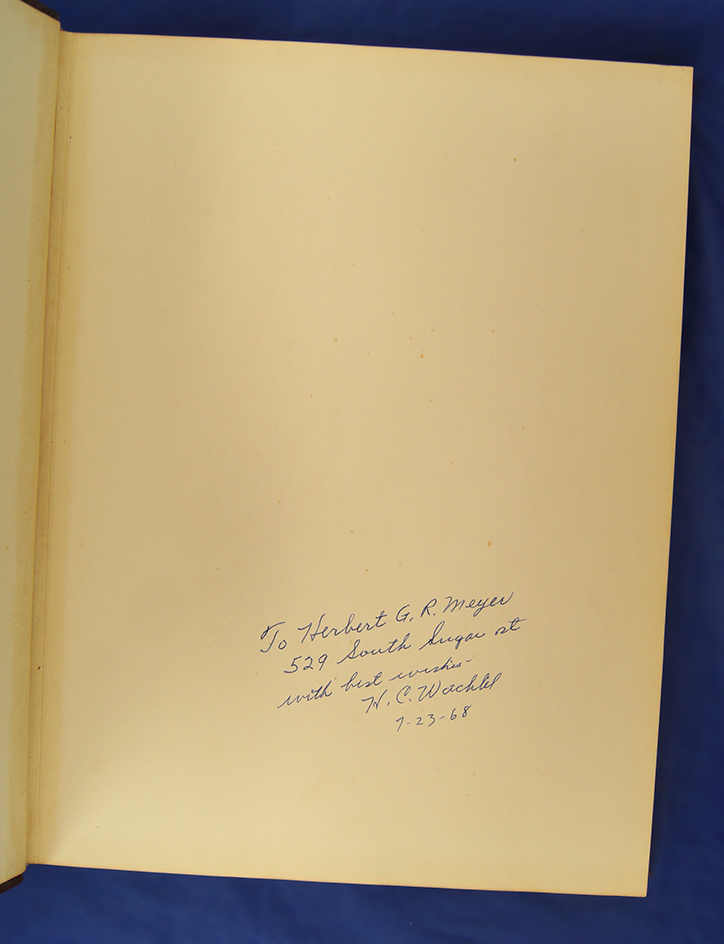 To Herbert G. R. Meyer
529 South Sugar st
with best wishes-
H. C. Wachtel
7-23-68